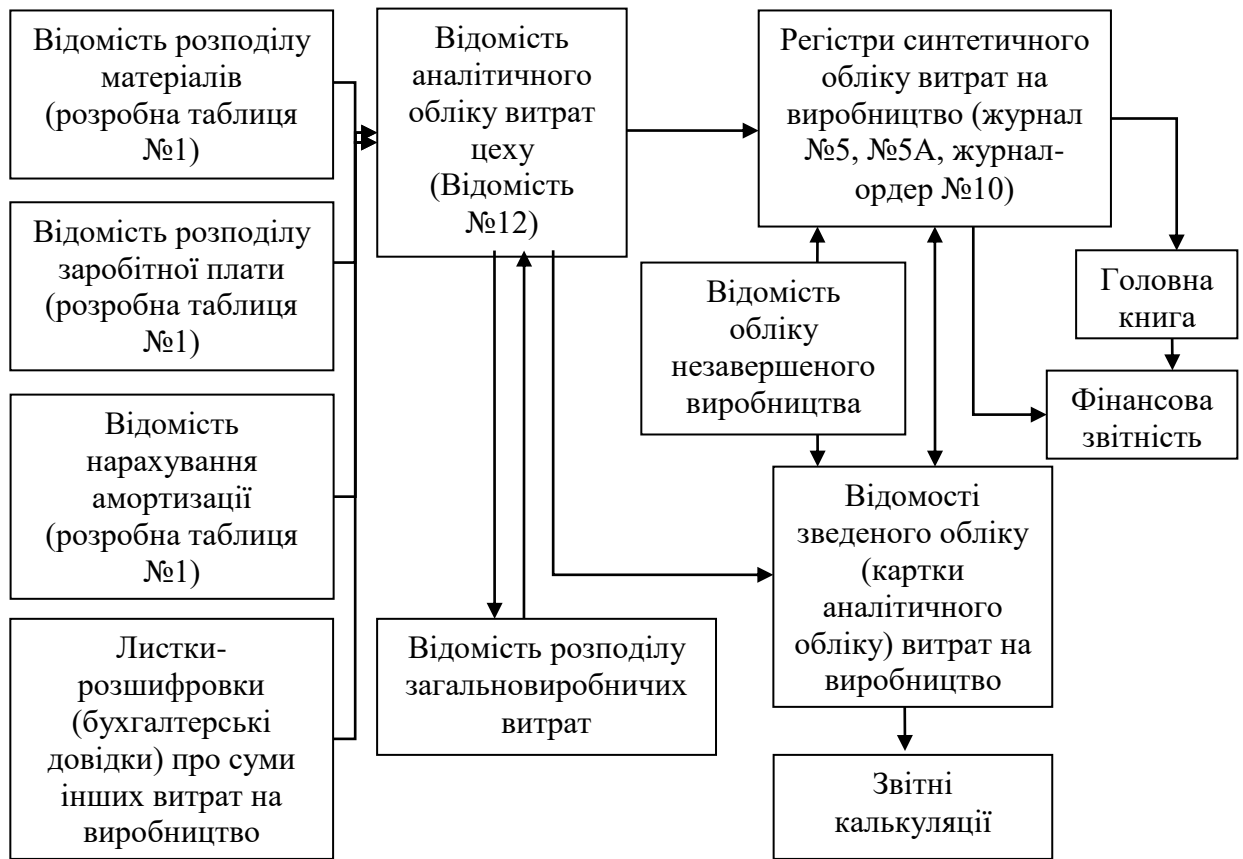 Відомість розподілу
матеріалів
(розробна таблиця
№1)
Відомість розподілу
заробітної плати
(розробна таблиця
№1)
Відомість
нарахування
амортизації
(розробна таблиця
№1)
Листки-
розшифровки
(бухгалтерські
довідки) про суми
інших витрат на
виробництво
Відомість
аналітичного
обліку витрат
цеху
(Відомість
№12)
Відомість розподілу
загальновиробничих
витрат
Регістри синтетичного
обліку витрат на
виробництво (журнал
№5, №5А, журнал-
ордер №10)
Відомість
обліку
незавершеного
виробництва
Головна
книга
Фінансова
звітність
Відомості
зведеного обліку
(картки
аналітичного
обліку) витрат на
виробництво
Звітні
калькуляції